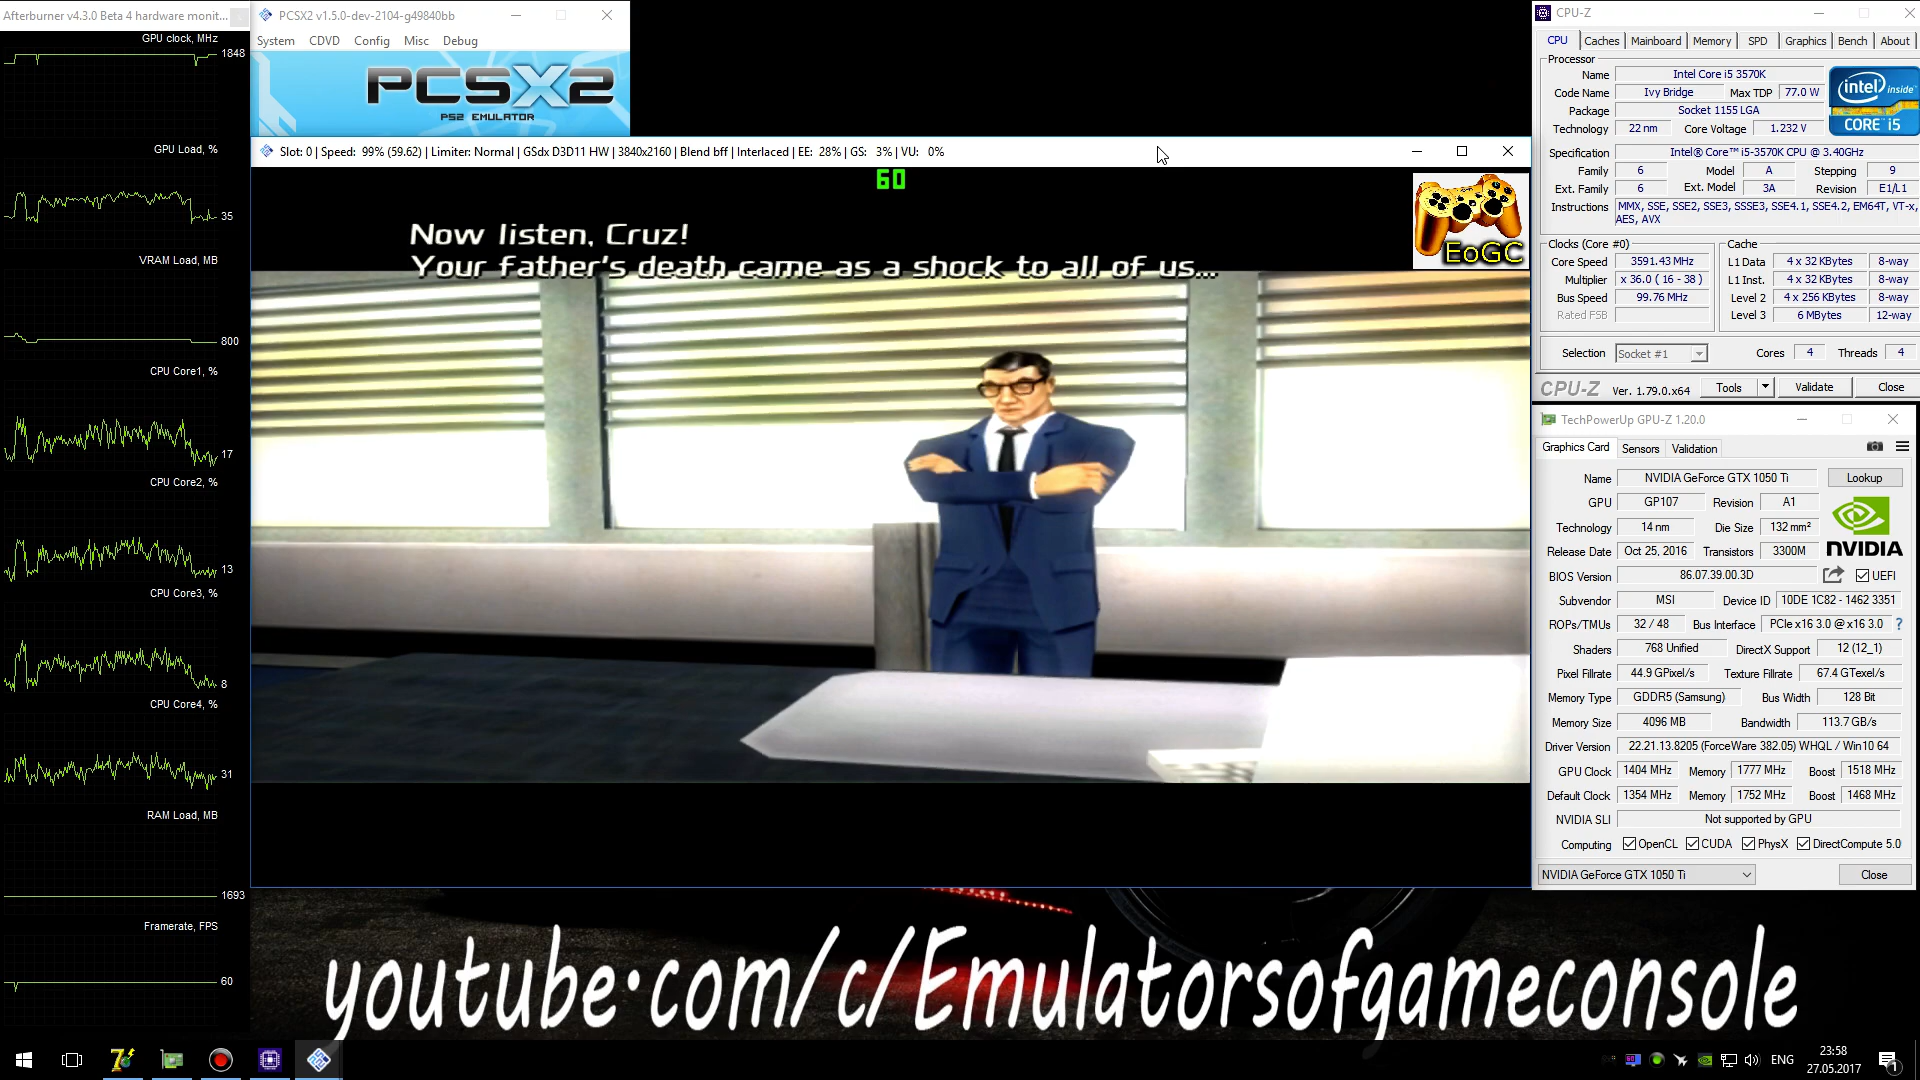 Afterburner v4.3.0 Beta 4 hardware monit...
GPU clock, MHz
1848
GPU Load, %
35
VRAM Load, MB
800
CPU Core1, %
17
CPU Core2, %
13
CPU Core3, %
8
CPU Core4, %
31
RAM Load, MB
1693
Framerate, FPS
60
PCSX2 v1.5.0-dev-2104-g49840bb
System CDVD Config Misc Debug
PCSX2
PS2 EMULATOR
Slot: 0 | Speed: 99% (59.62) | Limiter: Normal | GSdx D3D11 HW | 3840x2160 | Blend bff | Interlaced | EE: 28% | GS: 3% | VU: 0%
60
EoGC
Now listen, Cruz!
Your father's death came as a shock to all of us...
CPU-Z
CPU Caches Mainboard Memory SPD Graphics Bench About
Processor
Name Intel Core i5 3570K
Code Name Ivy Bridge Max TDP 77.0 W
Package Socket 1155 LGA
Technology 22 nm Core Voltage 1.232 V
intel inside
CORE i5
Specification Intel® Core™ i5-3570K CPU @ 3.40GHz
Family 6 Model A Stepping 9
Ext. Family 6 Ext. Model 3A Revision E1/L1
Instructions MMX, SSE, SSE2, SSE3, SSSE3, SSE4.1, SSE4.2, EM64T, VT-x,
AES, AVX
Clocks (Core #0) Cache
Core Speed 3591.43 MHz L1 Data 4 x 32 KBytes 8-way
Multiplier x 36.0 ( 16 - 38 ) L1 Inst. 4 x 32 KBytes 8-way
Bus Speed 99.76 MHz Level 2 4 x 256 KBytes 8-way
Rated FSB Level 3 6 MBytes 12-way
Selection Socket #1 Cores 4 Threads 4
CPU-Z Ver. 1.79.0.x64 Tools Validate Close
TechPowerUp GPU-Z 1.20.0
Graphics Card Sensors Validation
Name NVIDIA GeForce GTX 1050 Ti Lookup
GPU GP107 Revision A1
Technology 14 nm Die Size 132 mm²
Release Date Oct 25, 2016 Transistors 3300M
NVIDIA
BIOS Version 86.07.39.00.3D UEFI
Subvendor MSI Device ID 10DE 1C82 - 1462 3351
ROPs/TMUs 32 / 48 Bus Interface PCIe x16 3.0 @ x16 3.0 ?
Shaders 768 Unified DirectX Support 12 (12_1)
Pixel Fillrate 44.9 GPixel/s Texture Fillrate 67.4 GTexel/s
Memory Type GDDR5 (Samsung) Bus Width 128 Bit
Memory Size 4096 MB Bandwidth 113.7 GB/s
Driver Version 22.21.13.8205 (ForceWare 382.05) WHQL / Win10 64
GPU Clock 1404 MHz Memory 1777 MHz Boost 1518 MHz
Default Clock 1354 MHz Memory 1752 MHz Boost 1468 MHz
NVIDIA SLI Not supported by GPU
Computing OpenCL CUDA PhysX DirectCompute 5.0
NVIDIA GeForce GTX 1050 Ti Close
youtube.com/c/Emulatorsofgameconsole
ENG
23:58
27.05.2017
1